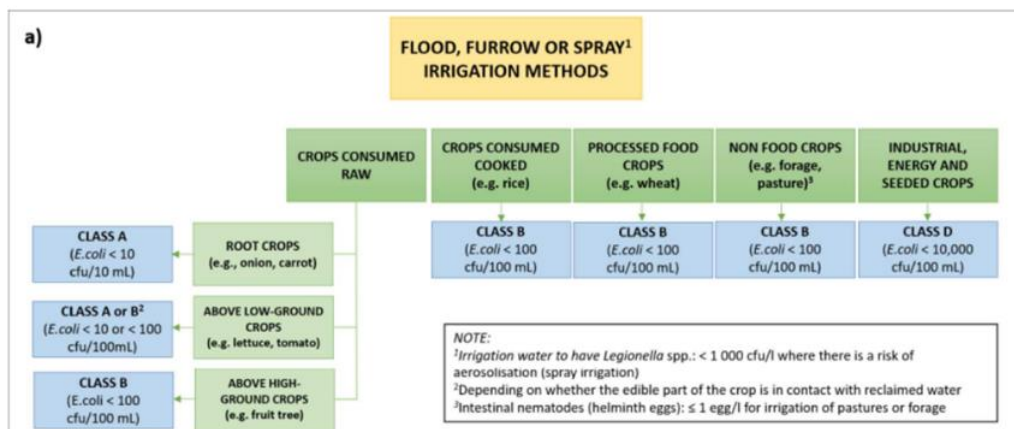 a)
FLOOD, FURROW OR SPRAY¹
IRRIGATION METHODS
CROPS CONSUMED
RAW
CROPS CONSUMED
COOKED
(e.g. rice)
PROCESSED FOOD
CROPS
(e.g. wheat)
NON FOOD CROPS
(e.g. forage,
pasture)³
INDUSTRIAL,
ENERGY AND
SEEDED CROPS
CLASS B
(E.coli < 100
cfu/100 mL)
CLASS B
(E.coli < 100
cfu/100 mL)
CLASS B
(E.coli < 100
cfu/100 mL)
CLASS D
(E.coli < 10,000
cfu/100 mL)
CLASS A
(E.coli < 10
cfu/10 mL)
ROOT CROPS
(e.g., onion, carrot)
CLASS A or B²
(E.coli < 10 or < 100
cfu/100mL)
ABOVE LOW-GROUND
CROPS
(e.g. lettuce, tomato)
CLASS B
(E.coli < 100
cfu/100 mL)
ABOVE HIGH-
GROUND CROPS
(e.g. fruit tree)
NOTE:
¹Irrigation water to have Legionella spp.: < 1 000 cfu/l where there is a risk of
aerosolisation (spray irrigation)
²Depending on whether the edible part of the crop is in contact with reclaimed water
³Intestinal nematodes (helminth eggs): ≤ 1 egg/l for irrigation of pastures or forage